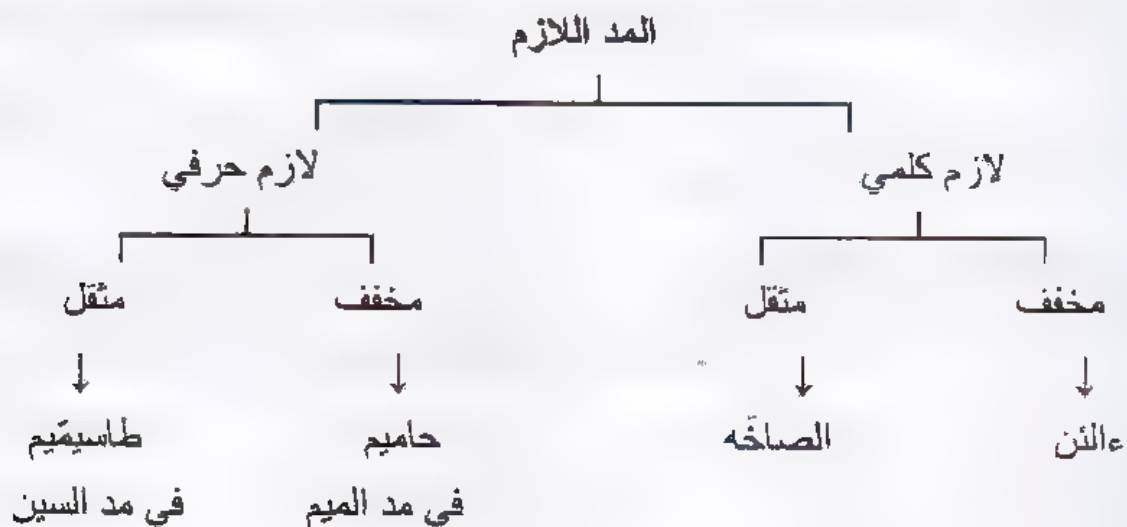 المد اللازم
لازم كلمي
لازم حرفي
مخفف
مثقل
مخفف
مثقل
ءالئن
الصاخّه
حاميم
طاسيمّيم
في مد الميم
في مد السين